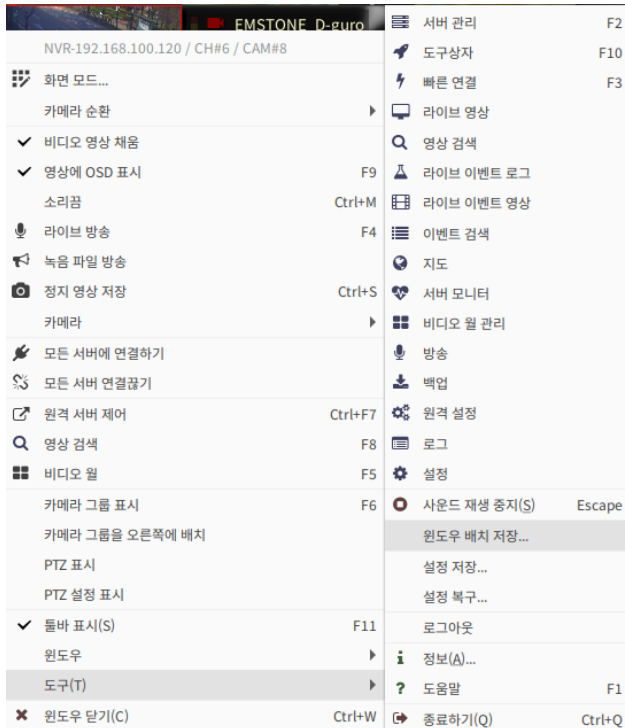 EMSTONE_D-guro
NVR-192.168.100.120 / CH#6 / CAM#8
화면 모드...
카메라 순환
비디오 영상 채움
영상에 OSD 표시 F9
소리끔 Ctrl+M
라이브 방송 F4
녹음 파일 방송
정지 영상 저장 Ctrl+S
카메라
모든 서버에 연결하기
모든 서버 연결끊기
원격 서버 제어 Ctrl+F7
영상 검색 F8
비디오 월 F5
카메라 그룹 표시 F6
카메라 그룹을 오른쪽에 배치
PTZ 표시
PTZ 설정 표시
툴바 표시(S) F11
윈도우
도구(T)
윈도우 닫기(C) Ctrl+W
서버 관리 F2
도구상자 F10
빠른 연결 F3
라이브 영상
영상 검색
라이브 이벤트 로그
라이브 이벤트 영상
이벤트 검색
지도
서버 모니터
비디오 월 관리
방송
백업
원격 설정
로그
설정
사운드 재생 중지(S) Escape
윈도우 배치 저장...
설정 저장...
설정 복구...
로그아웃
정보(A)...
도움말 F1
종료하기(Q) Ctrl+Q